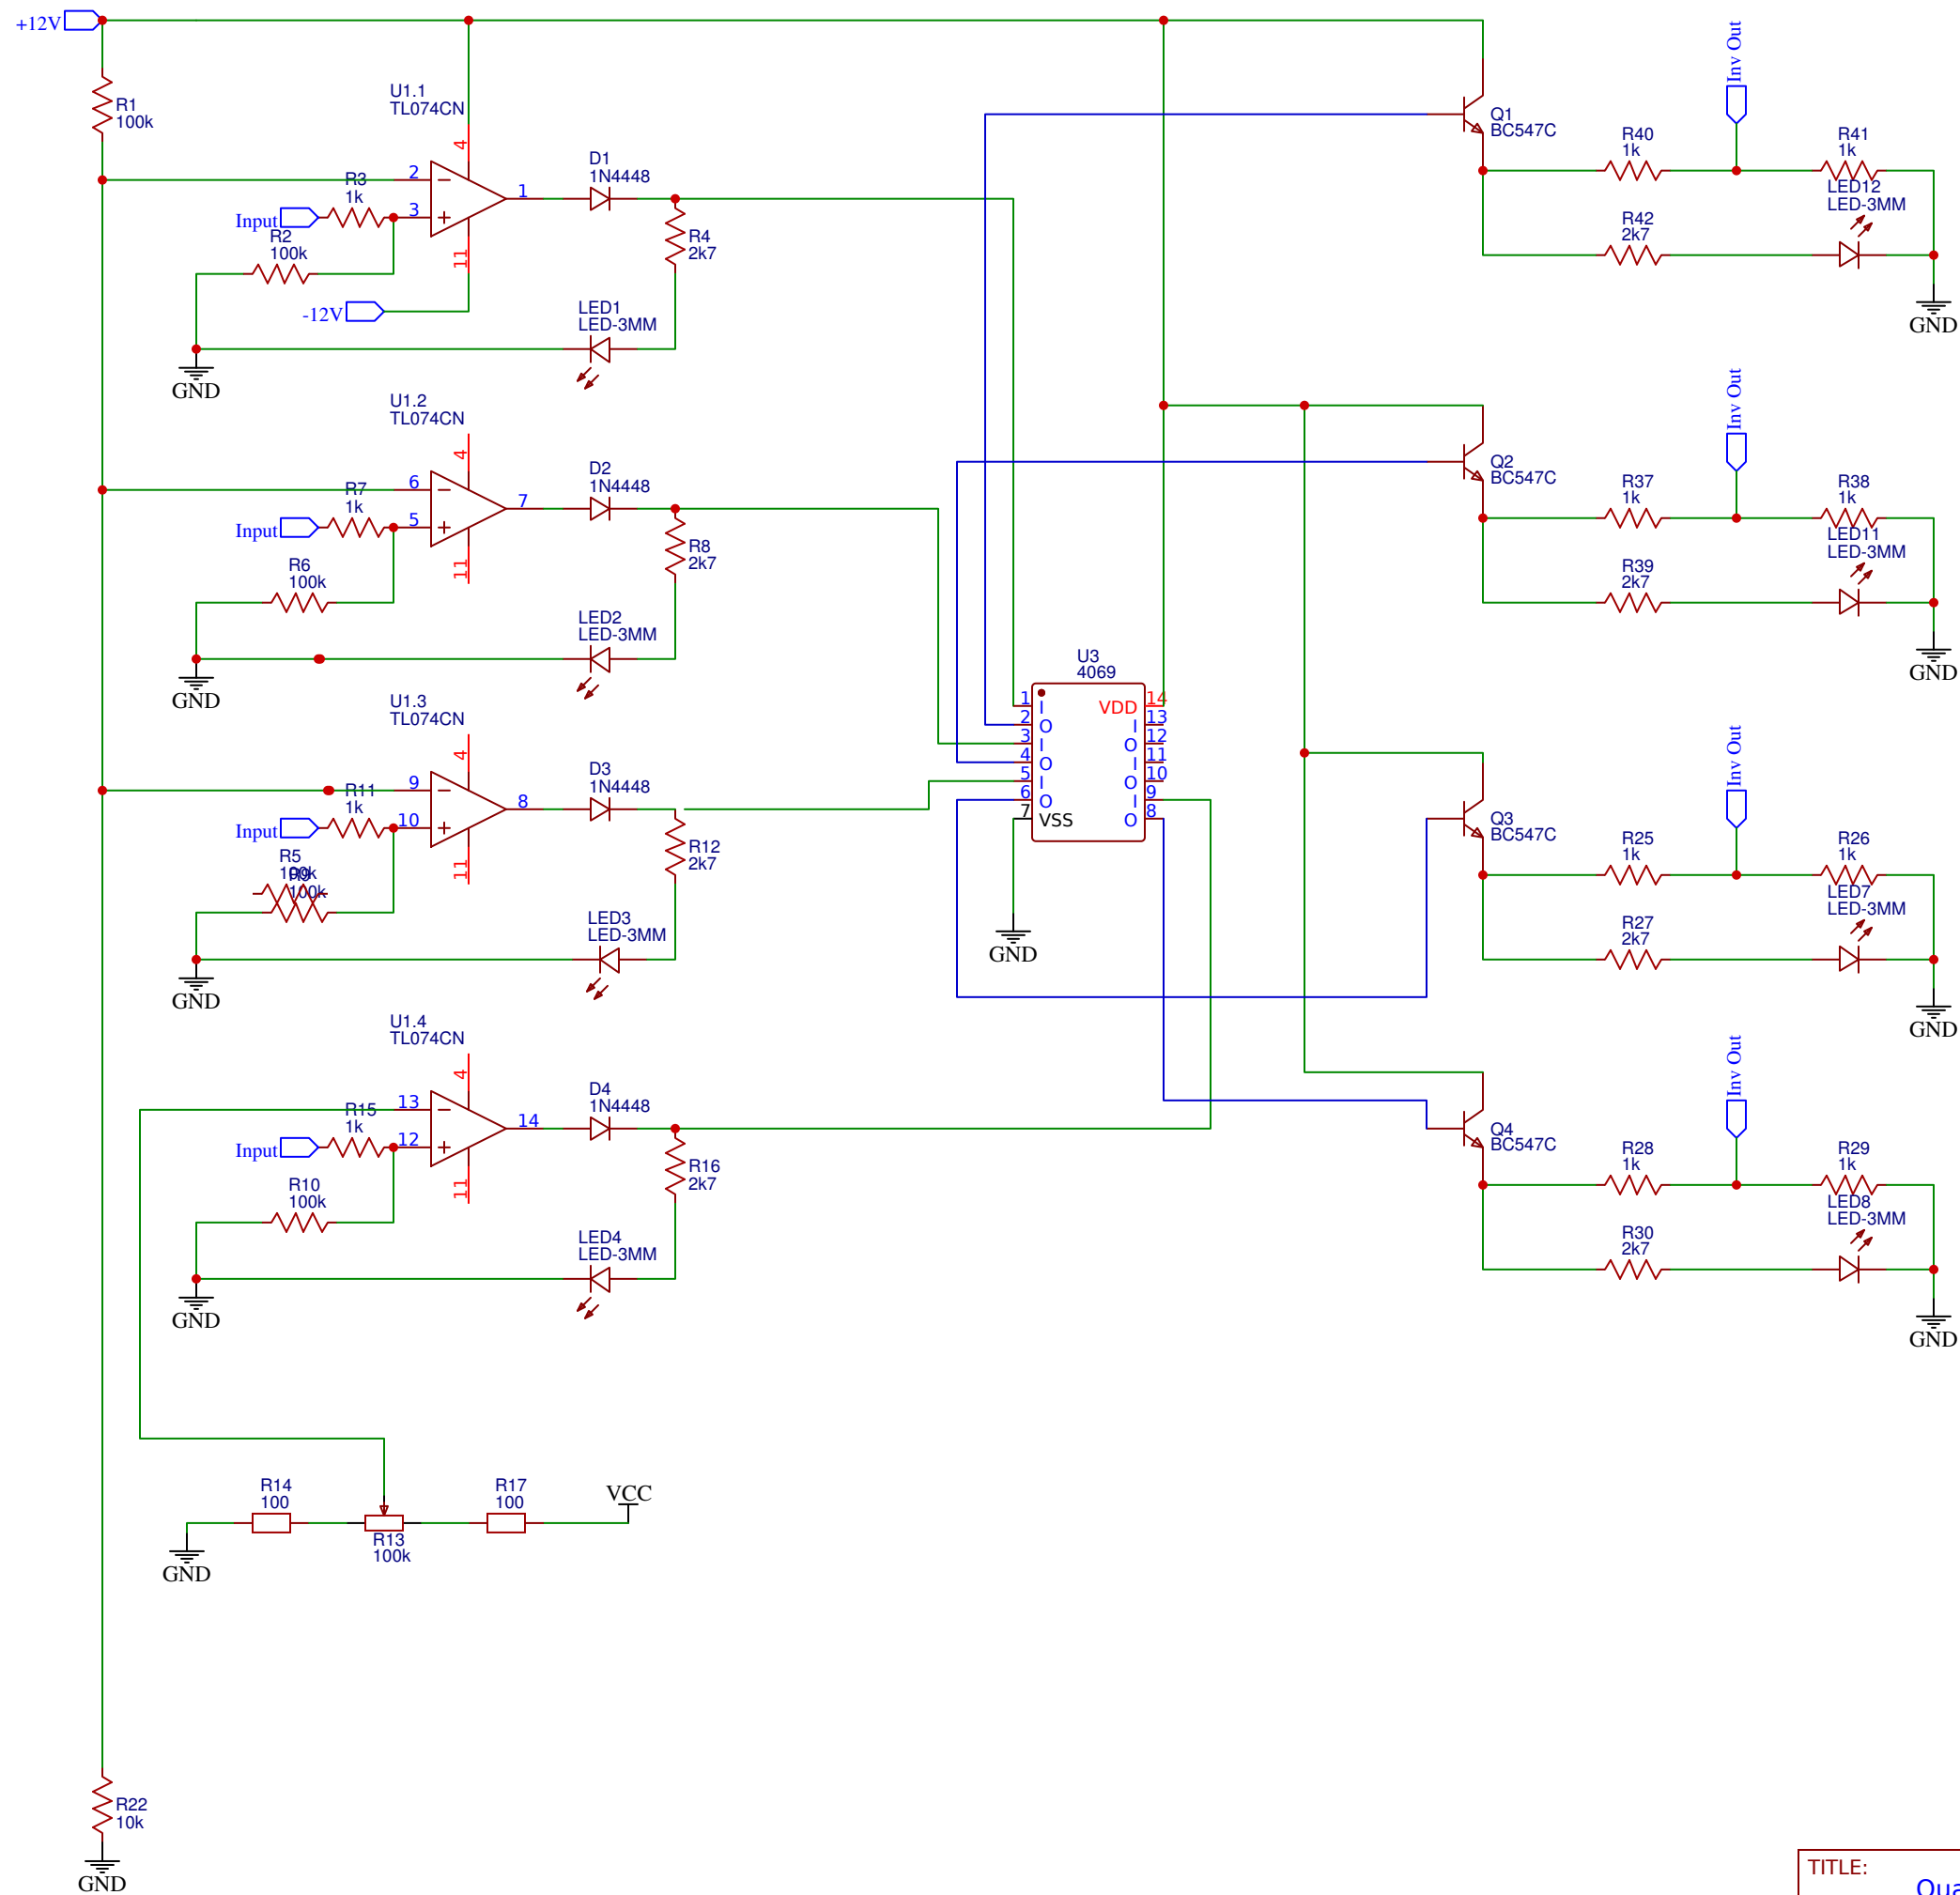 +12V
R1
100k
U1.1
TL074CN
4
2
3
1
11
R3
1k
Input
R2
100k
-12V
D1
1N4448
R4
2k7
LED1
LED-3MM
GND
U1.2
TL074CN
4
6
5
7
11
R7
1k
Input
R6
100k
D2
1N4448
R8
2k7
LED2
LED-3MM
GND
U1.3
TL074CN
4
9
10
8
11
R11
1k
Input
R5
100k
R9
100k
D3
1N4448
R12
2k7
LED3
LED-3MM
GND
U1.4
TL074CN
4
13
12
14
11
R15
1k
Input
R10
100k
D4
1N4448
R16
2k7
LED4
LED-3MM
GND
R14
100
R13
100k
R17
100
VCC
GND
R22
10k
GND
U3
4069
1 I
2 O
3 I
4 O
5 I
6 O
7 VSS
VDD 14
I 13
O 12
I 11
O 10
I 9
O 8
GND
Q1
BC547C
R40
1k
Inv Out
R41
1k
LED12
LED-3MM
R42
2k7
GND
Q2
BC547C
R37
1k
Inv Out
R38
1k
LED11
LED-3MM
R39
2k7
GND
Q3
BC547C
R25
1k
Inv Out
R26
1k
LED7
LED-3MM
R27
2k7
GND
Q4
BC547C
R28
1k
Inv Out
R29
1k
LED8
LED-3MM
R30
2k7
GND
TITLE: